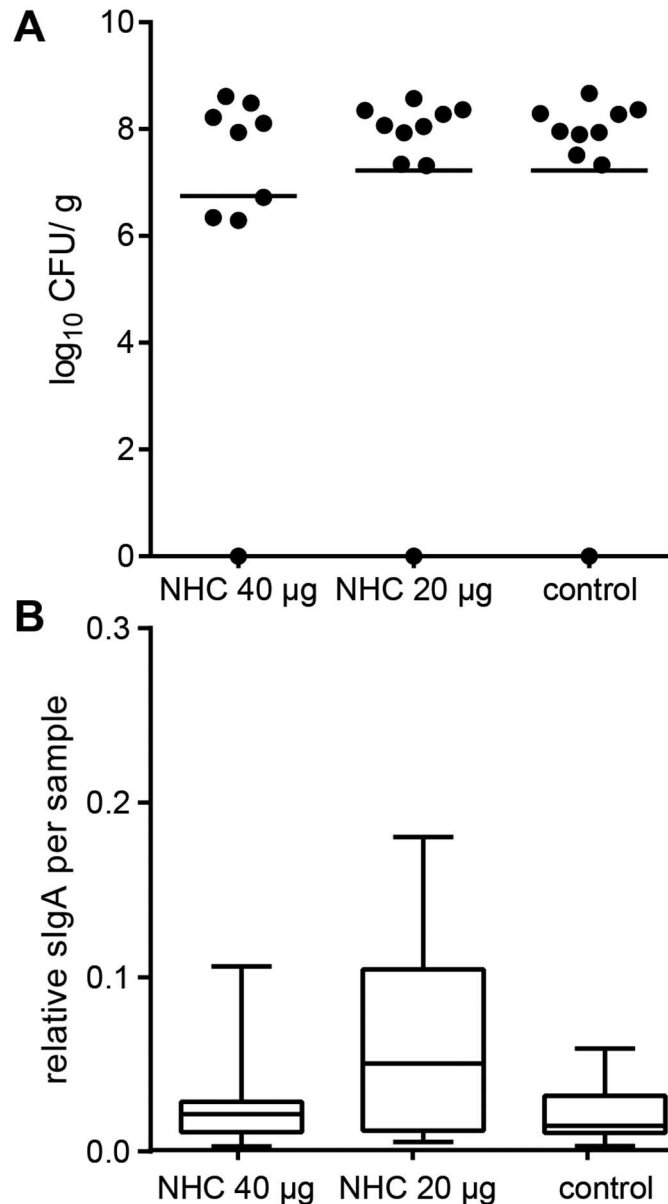 A
10
8
6
4
2
0
log₁₀ CFU/ g
NHC 40 µg NHC 20 µg control
B
0.3
0.2
0.1
0.0
relative sIgA per sample
NHC 40 µg NHC 20 µg control